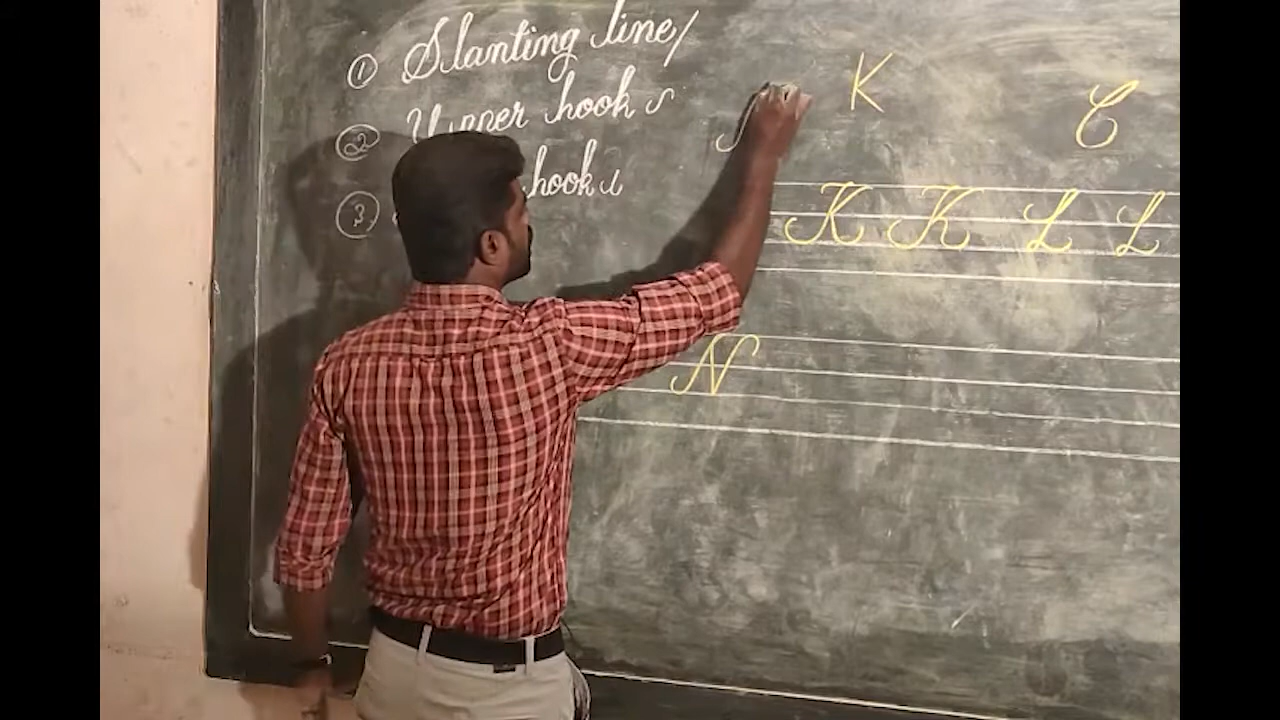 ① Slanting line /
② Upper hook
③ hook
K
C
K K L L
N